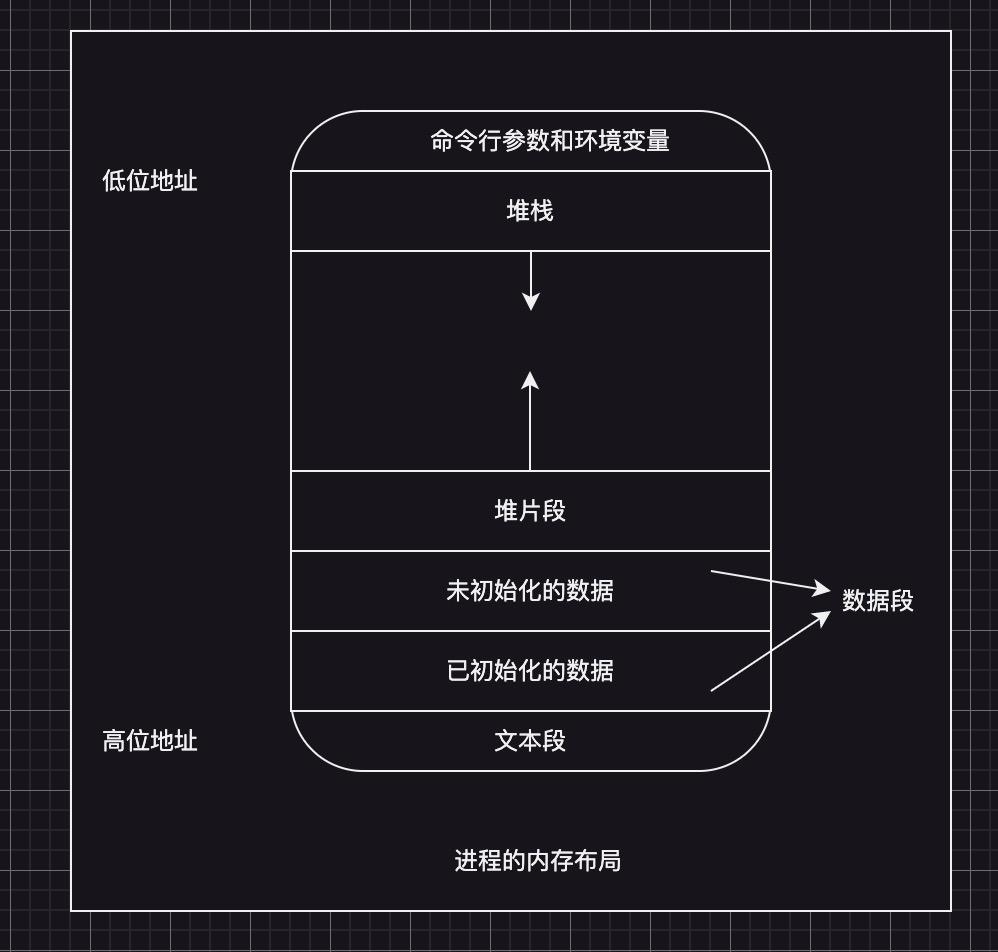 命令行参数和环境变量
低位地址
堆栈
堆片段
未初始化的数据
数据段
已初始化的数据
高位地址
文本段
进程的内存布局